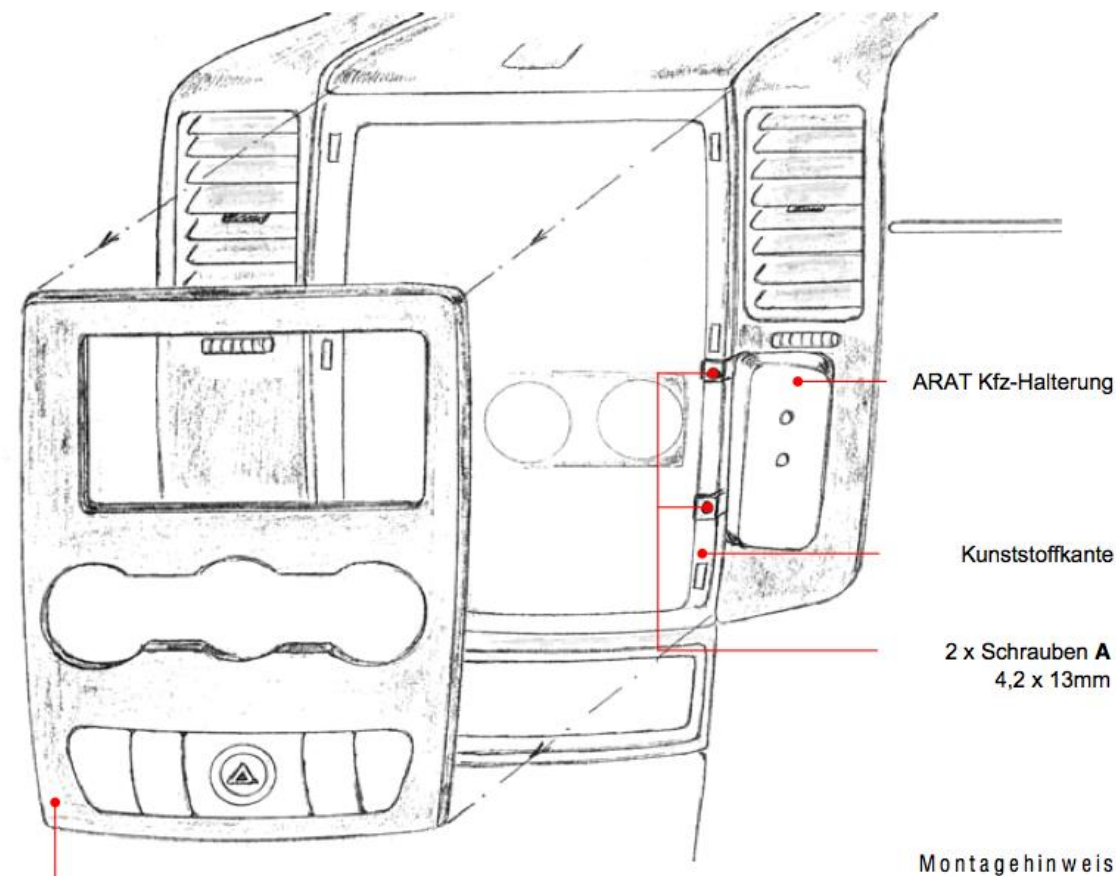 ARAT Kfz-Halterung
Kunststoffkante
2 x Schrauben A
4,2 x 13mm
Montagehinweis